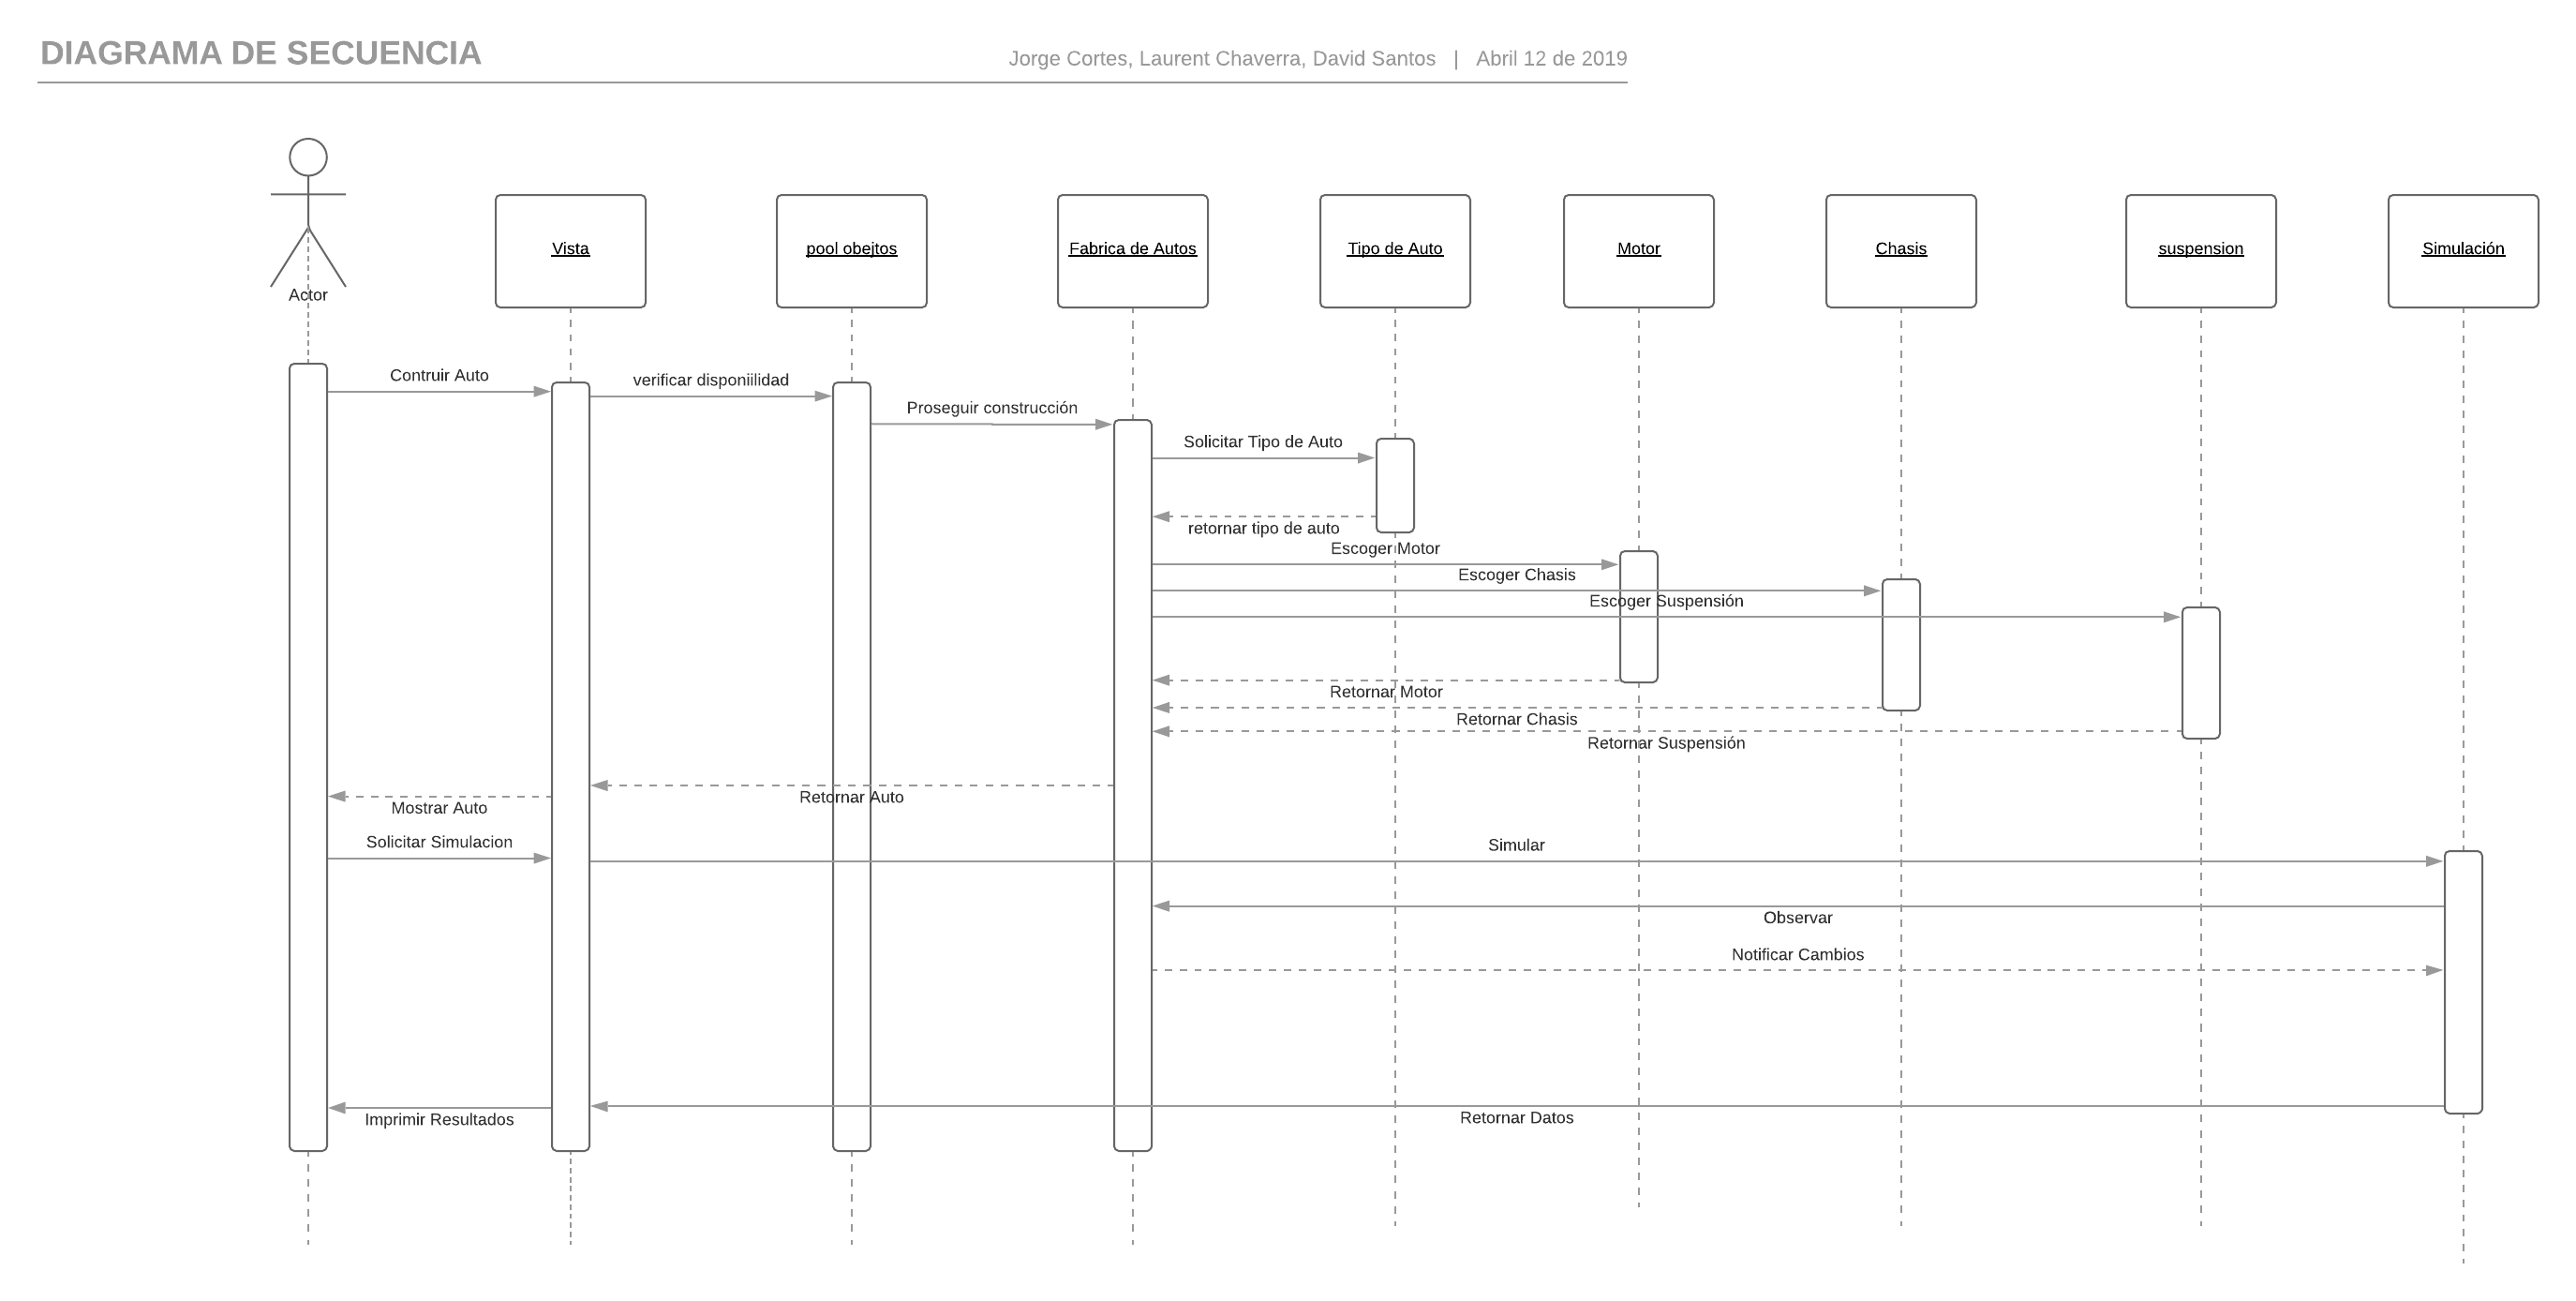 DIAGRAMA DE SECUENCIA
Jorge Cortes, Laurent Chaverra, David Santos | Abril 12 de 2019
Actor
Vista
pool obejtos
Fabrica de Autos
Tipo de Auto
Motor
Chasis
suspension
Simulación
Contruir Auto
verificar disponiilidad
Proseguir construcción
Solicitar Tipo de Auto
retornar tipo de auto
Escoger Motor
Escoger Chasis
Escoger Suspensión
Retornar Motor
Retornar Chasis
Retornar Suspensión
Retornar Auto
Mostrar Auto
Solicitar Simulacion
Simular
Observar
Notificar Cambios
Retornar Datos
Imprimir Resultados